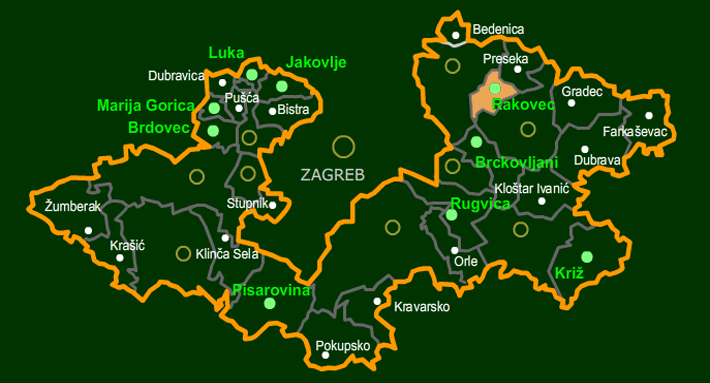 Bedenica
Luka
Jakovlje
Preseka
Dubravica
Gradec
Pušća
Marija Gorica
Rakovec
Bistra
Brdovec
Farkaševac
Brckovljani
Dubrava
ZAGREB
Kloštar Ivanić
Stupnik
Rugvica
Žumberak
Krašić
Klinča Sela
Orle
Križ
Pisarovina
Kravarsko
Pokupsko